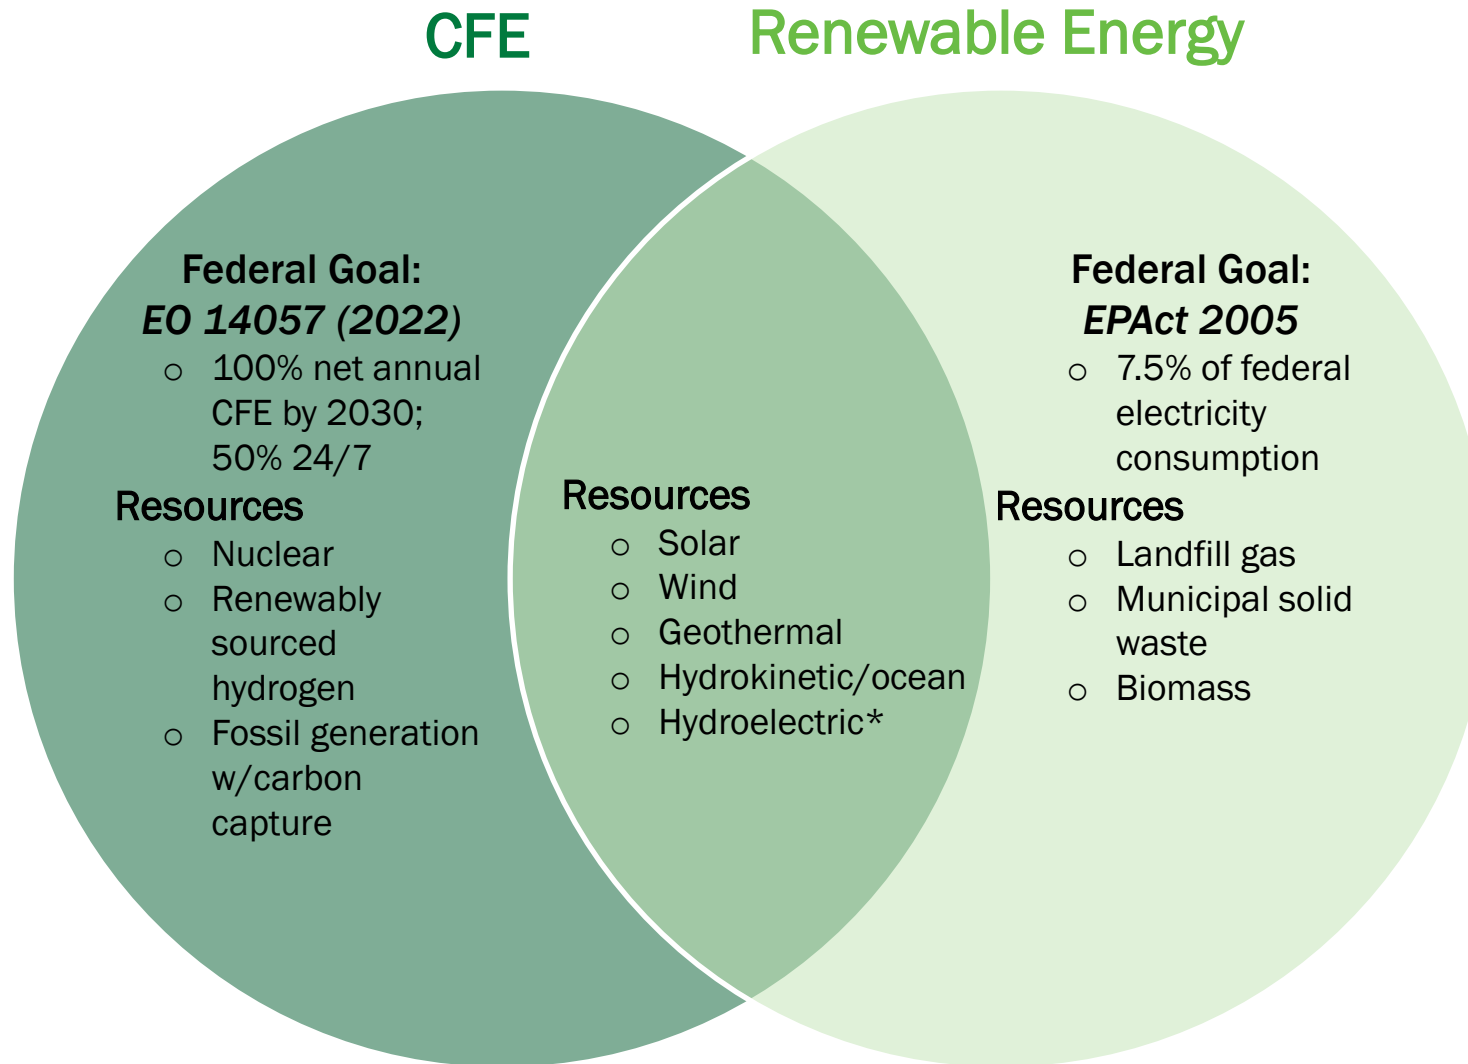 CFE
Renewable Energy
Federal Goal:
EO 14057 (2022)
○ 100% net annual
CFE by 2030;
50% 24/7
Resources
○ Nuclear
○ Renewably
sourced
hydrogen
○ Fossil generation
w/carbon
capture
Resources
○ Solar
○ Wind
○ Geothermal
○ Hydrokinetic/ocean
○ Hydroelectric*
Federal Goal:
EPAct 2005
○ 7.5% of federal
electricity
consumption
Resources
○ Landfill gas
○ Municipal solid
waste
○ Biomass